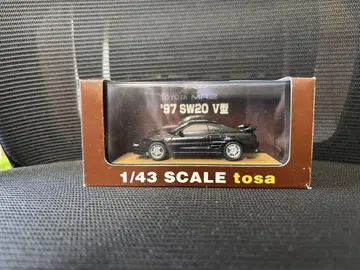 TOYOTA MR2
'97 SW20 V型
1/43 SCALE tosa